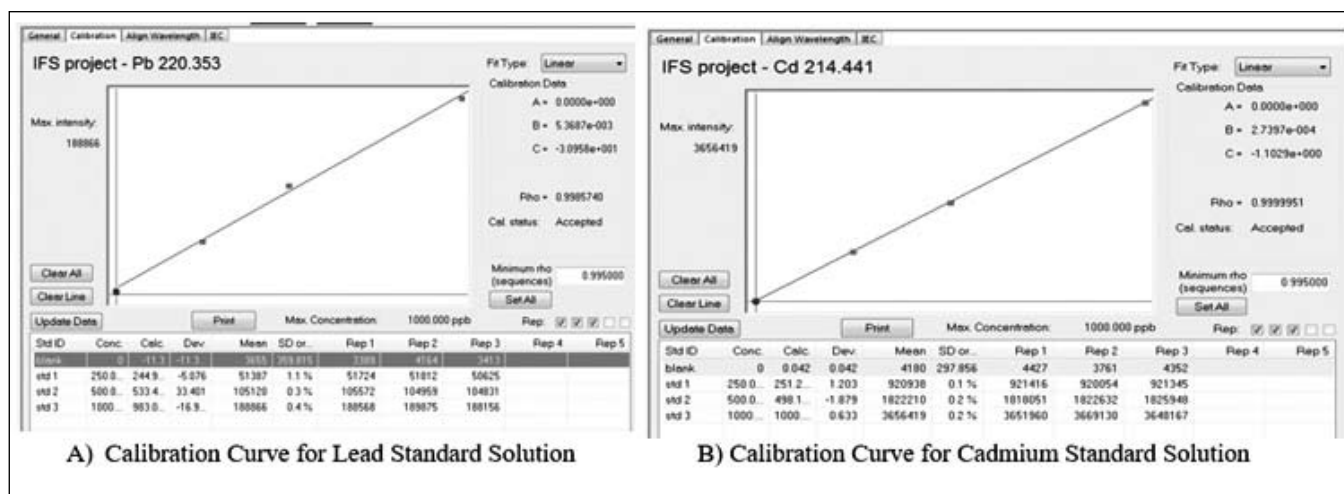 General Calibration Align Wavelength IEC
IFS project - Pb 220.353
Fit Type: Linear
Calibration Data
A = 0.0000e+000
Max. intensity:
188866
B = 5.3687e-003
C = -3.0958e+001
Rho = 0.9985740
Cal. status: Accepted
Clear All
Minimum rho
(sequences) 0.995000
Clear Line
Set All
Update Data Print Max. Concentration: 1000.000 ppb Rep:
Std ID Conc. Calc. Dev. Mean SD or... Rep 1 Rep 2 Rep 3 Rep 4 Rep 5
blank 0 -11.3 -11.3 3655 3389 4164 3413
std 1 250.0... 244.9... -5.076 51387 1.1 % 51724 51812 50625
std 2 500.0... 533.4... 33.401 105120 0.3 % 105572 104959 104831
std 3 1000... 983.0... -16.9... 188866 0.4 % 188568 189875 188156
A) Calibration Curve for Lead Standard Solution
General Calibration Align Wavelength IEC
IFS project - Cd 214.441
Fit Type: Linear
Calibration Data
A = 0.0000e+000
Max. intensity:
3656419
B = 2.7397e-004
C = -1.1029e+000
Rho = 0.9999951
Cal. status: Accepted
Clear All
Minimum rho
(sequences) 0.995000
Clear Line
Set All
Update Data Print Max. Concentration: 1000.000 ppb Rep:
Std ID Conc. Calc. Dev. Mean SD or... Rep 1 Rep 2 Rep 3 Rep 4 Rep 5
blank 0 0.042 0.042 4180 297.856 4427 3761 4352
std 1 250.0... 251.2... 1.203 920938 0.1 % 921416 920054 921345
std 2 500.0... 498.1... -1.879 1822210 0.2 % 1818051 1822632 1825948
std 3 1000... 1000... 0.633 3656419 0.2 % 3651960 3669130 3648167
B) Calibration Curve for Cadmium Standard Solution